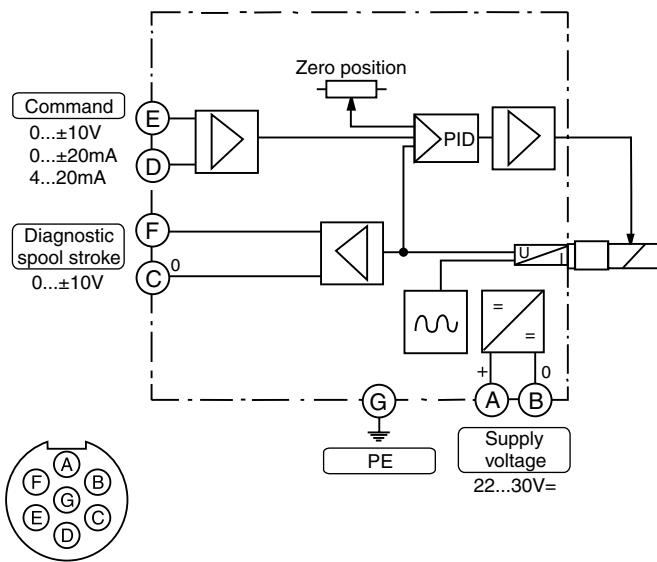 Zero position
Command
E
0...±10V
0...±20mA
4...20mA
D
PID
Diagnostic
spool stroke
0...±10V
F
C
0
U
I
=
=
+
0
G
A
B
PE
Supply
voltage
22...30V=
A
F
B
G
E
C
D